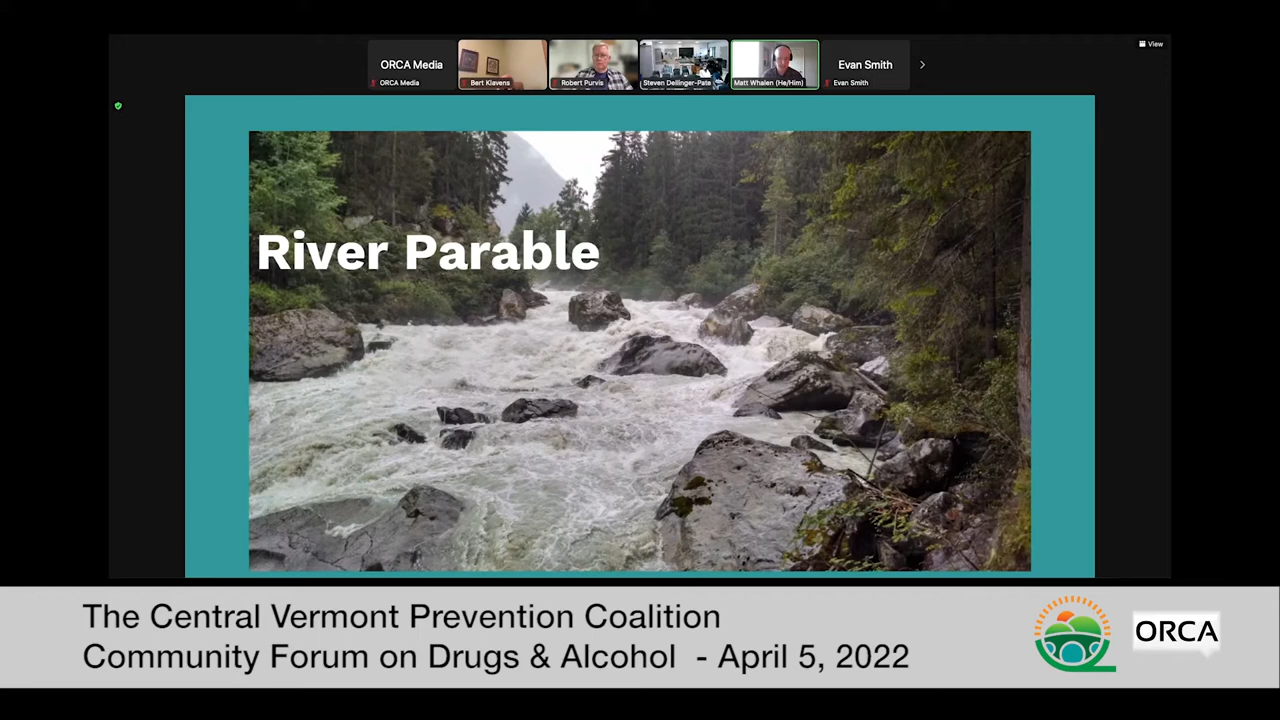 View
ORCA Media
ORCA Media
Bert Klavens
Robert Purvis
Steven Dellinger-Pate
Matt Whalen (He/Him)
Evan Smith
Evan Smith
River Parable
The Central Vermont Prevention Coalition
Community Forum on Drugs & Alcohol - April 5, 2022
ORCA